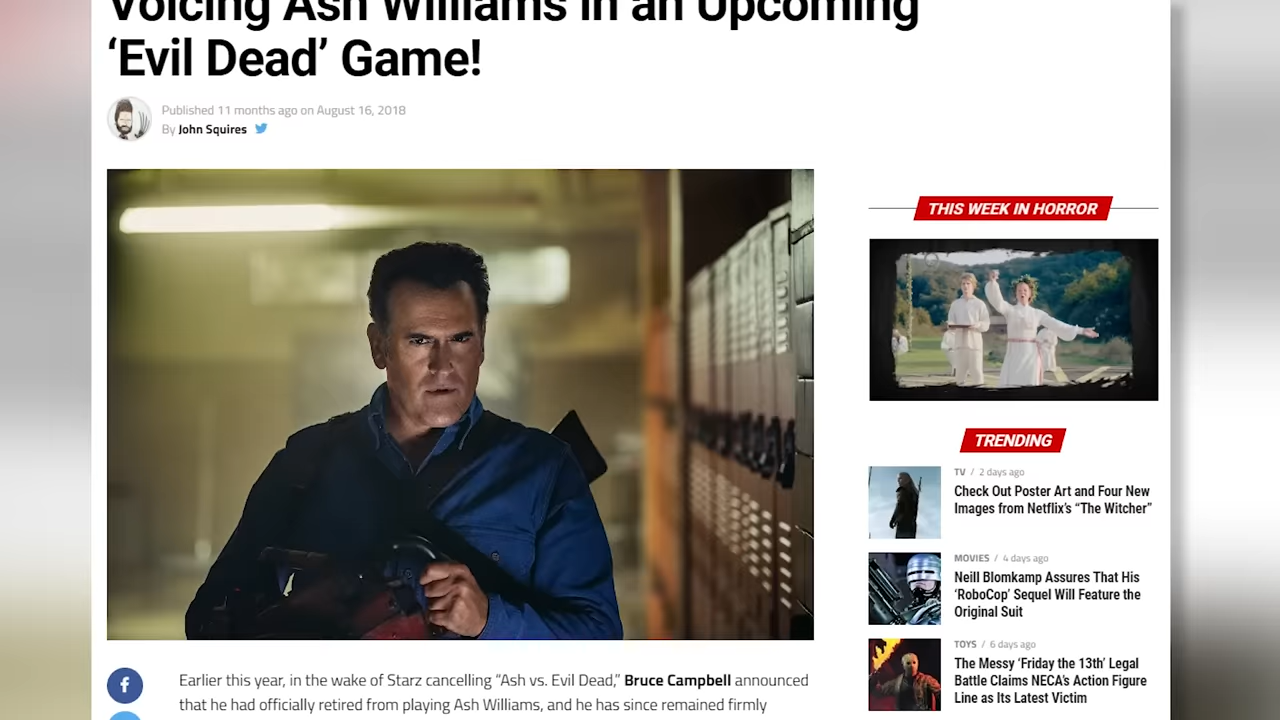 Voicing Ash Williams in an Upcoming
‘Evil Dead’ Game!
Published 11 months ago on August 16, 2018
By John Squires
THIS WEEK IN HORROR
TRENDING
TV / 2 days ago
Check Out Poster Art and Four New
Images from Netflix’s “The Witcher”
MOVIES / 4 days ago
Neill Blomkamp Assures That His
‘RoboCop’ Sequel Will Feature the
Original Suit
TOYS / 6 days ago
The Messy ‘Friday the 13th’ Legal
Battle Claims NECA’s Action Figure
Line as Its Latest Victim
Earlier this year, in the wake of Starz cancelling “Ash vs. Evil Dead,” Bruce Campbell announced
that he had officially retired from playing Ash Williams, and he has since remained firmly